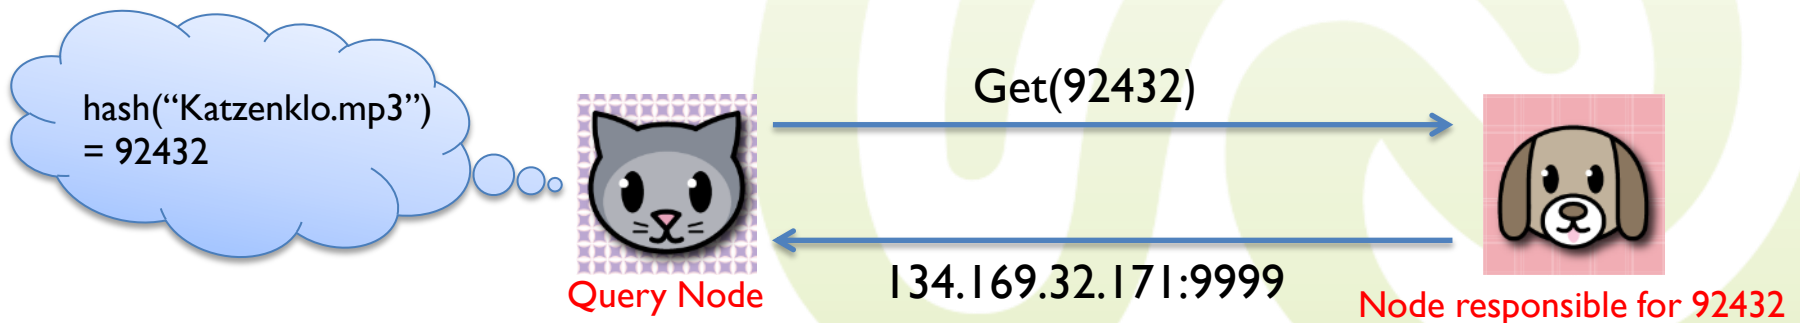 hash(“Katzenklo.mp3”)
= 92432
Get(92432)
134.169.32.171:9999
Query Node
Node responsible for 92432